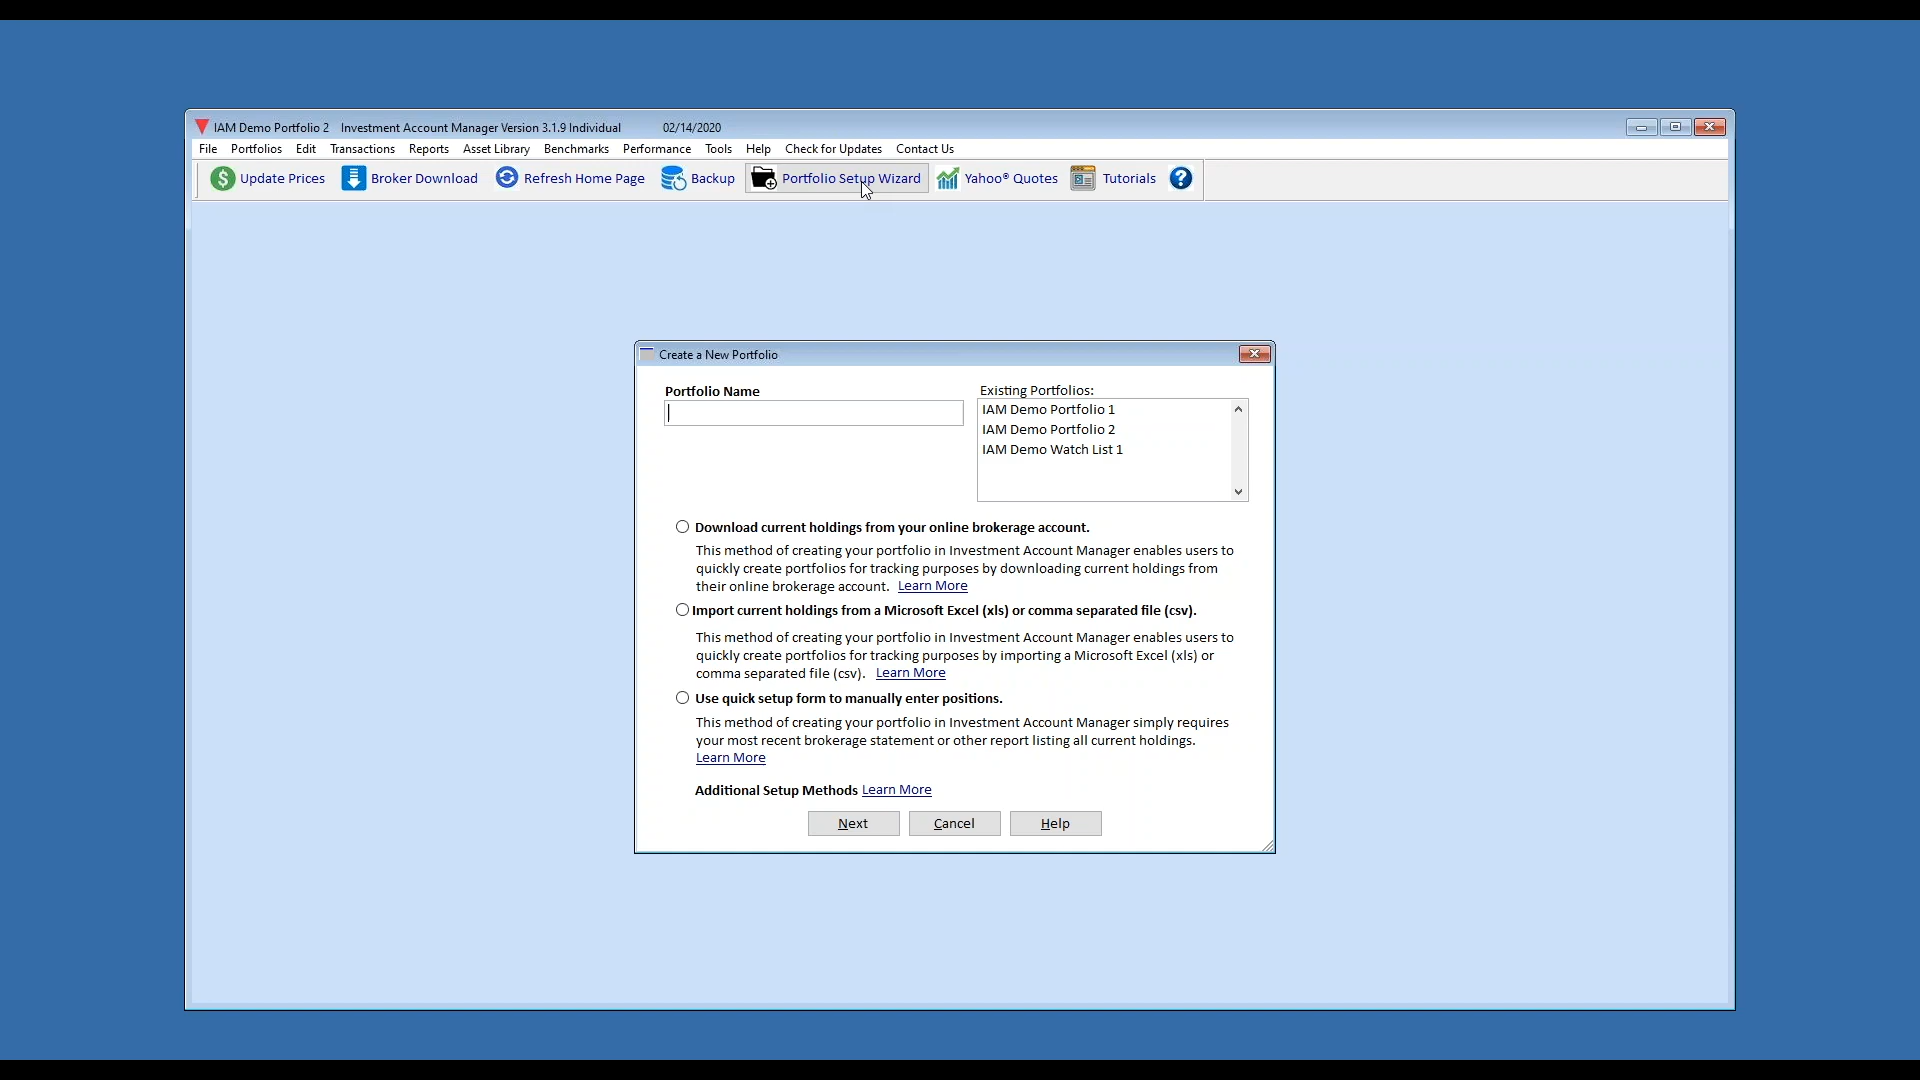 IAM Demo Portfolio 2 Investment Account Manager Version 3.1.9 Individual 02/14/2020
File Portfolios Edit Transactions Reports Asset Library Benchmarks Performance Tools Help Check for Updates Contact Us
$ Update Prices Broker Download Refresh Home Page Backup Portfolio Setup Wizard Yahoo® Quotes Tutorials ?
Create a New Portfolio
Portfolio Name
Existing Portfolios:
IAM Demo Portfolio 1
IAM Demo Portfolio 2
IAM Demo Watch List 1
Download current holdings from your online brokerage account.
This method of creating your portfolio in Investment Account Manager enables users to
quickly create portfolios for tracking purposes by downloading current holdings from
their online brokerage account. Learn More
Import current holdings from a Microsoft Excel (xls) or comma separated file (csv).
This method of creating your portfolio in Investment Account Manager enables users to
quickly create portfolios for tracking purposes by importing a Microsoft Excel (xls) or
comma separated file (csv). Learn More
Use quick setup form to manually enter positions.
This method of creating your portfolio in Investment Account Manager simply requires
your most recent brokerage statement or other report listing all current holdings.
Learn More
Additional Setup Methods Learn More
Next Cancel Help